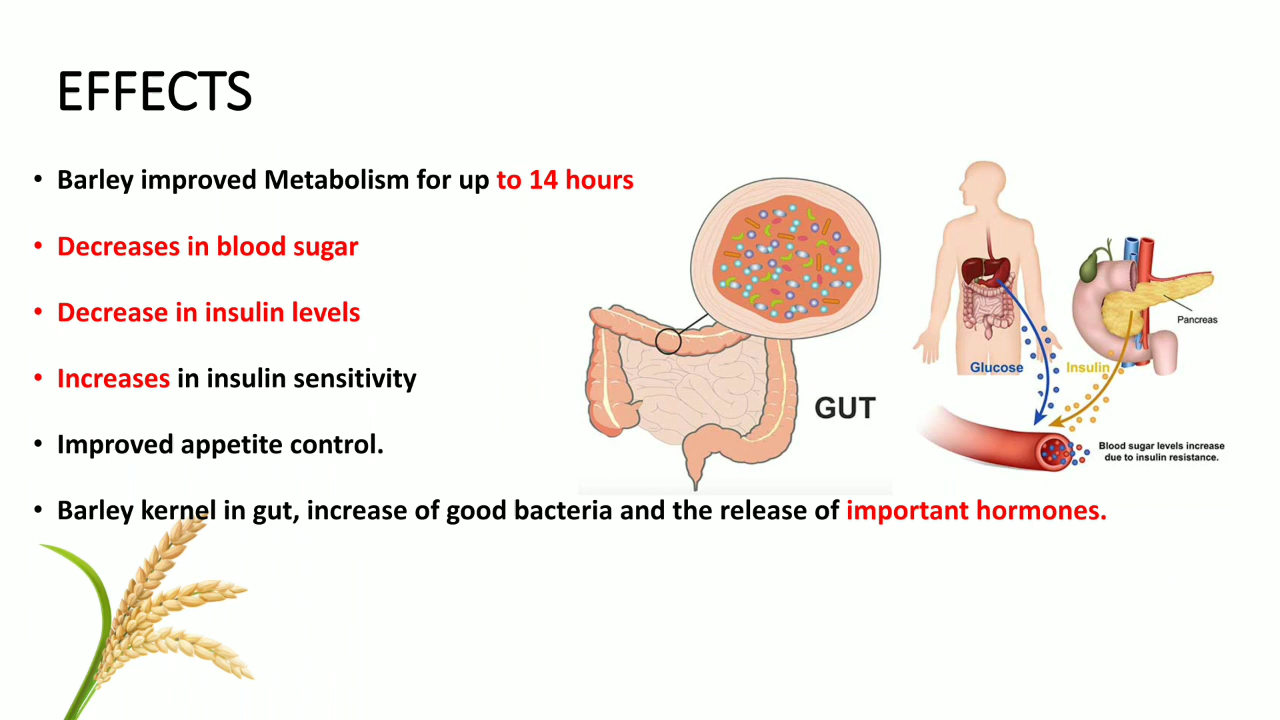 EFFECTS
• Barley improved Metabolism for up to 14 hours
• Decreases in blood sugar
• Decrease in insulin levels
• Increases in insulin sensitivity
• Improved appetite control.
• Barley kernel in gut, increase of good bacteria and the release of important hormones.
GUT
Pancreas
Glucose
Insulin
Blood sugar levels increase
due to insulin resistance.